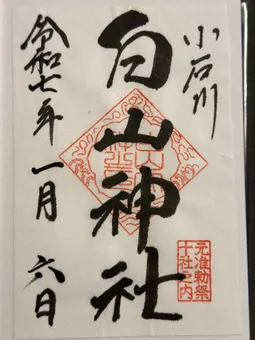 小石川
白山神社
元准勅祭
十社之内
令和七年 一月 六日